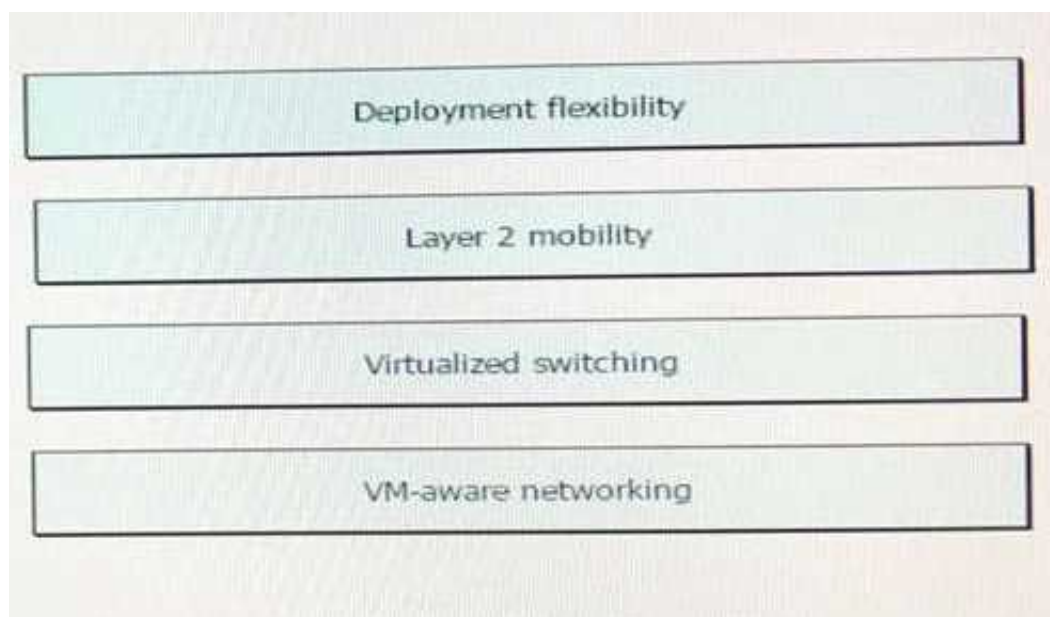 Deployment flexibility
Layer 2 mobility
Virtualized switching
VM-aware networking